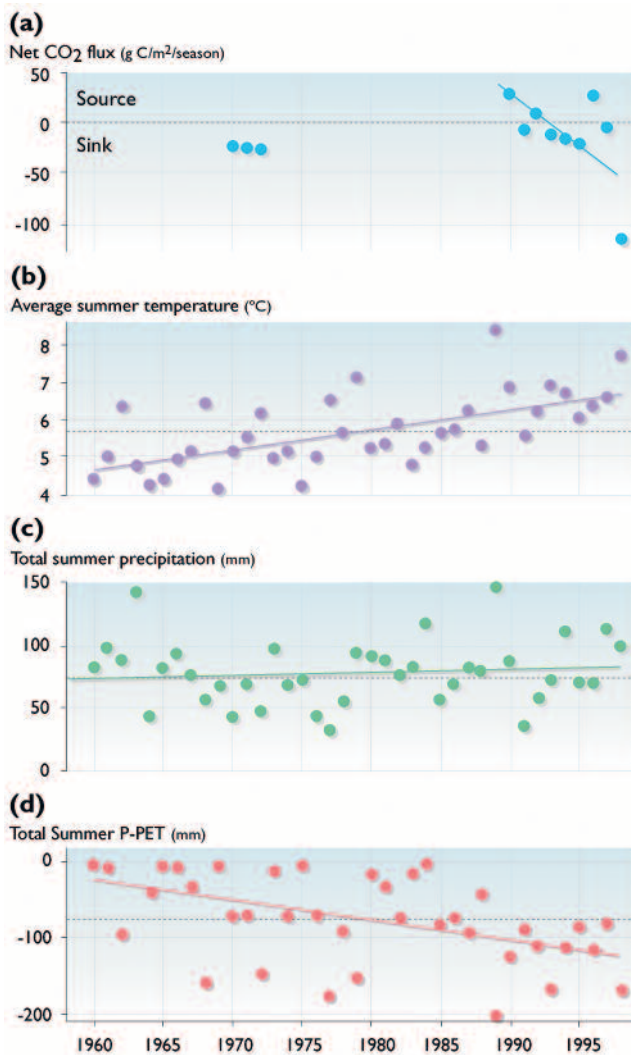 (a)
Net CO2 flux (g C/m2/season)
50
Source
0
Sink
-50
-100
(b)
Average summer temperature (ºC)
8
7
6
5
4
(c)
Total summer precipitation (mm)
150
100
50
0
(d)
Total Summer P-PET (mm)
0
-100
-200
1960 1965 1970 1975 1980 1985 1990 1995